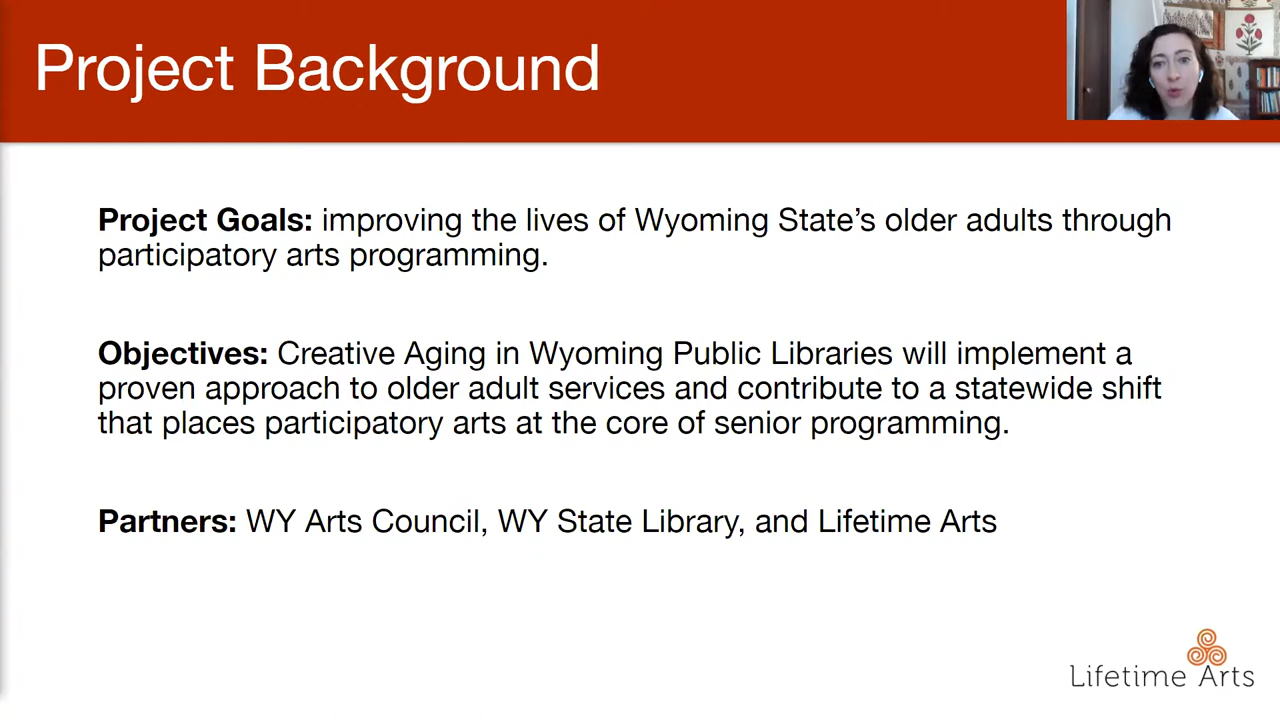 Project Background
Project Goals: improving the lives of Wyoming State’s older adults through
participatory arts programming.
Objectives: Creative Aging in Wyoming Public Libraries will implement a
proven approach to older adult services and contribute to a statewide shift
that places participatory arts at the core of senior programming.
Partners: WY Arts Council, WY State Library, and Lifetime Arts
Lifetime Arts